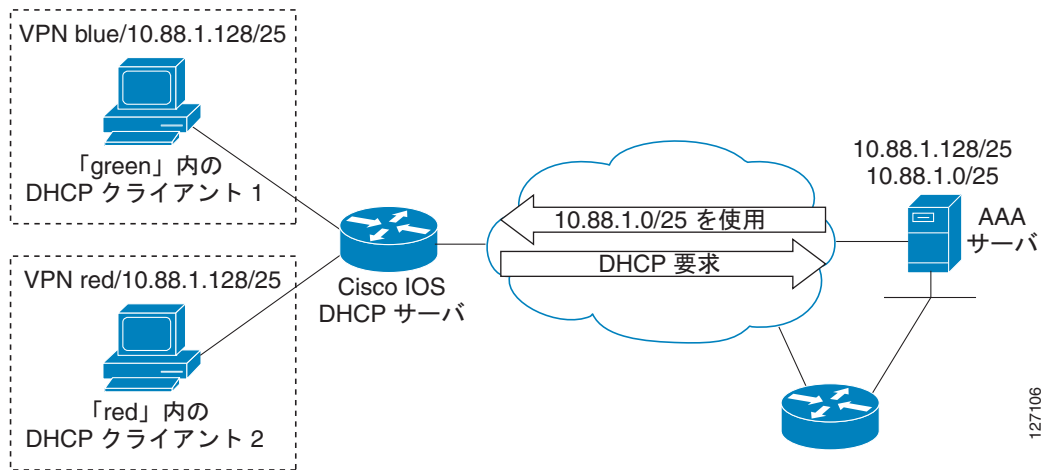 VPN blue/10.88.1.128/25
「green」内の
DHCP クライアント 1
VPN red/10.88.1.128/25
「red」内の
DHCP クライアント 2
Cisco IOS
DHCP サーバ
10.88.1.0/25 を使用
DHCP 要求
10.88.1.128/25
10.88.1.0/25
AAA
サーバ
127106